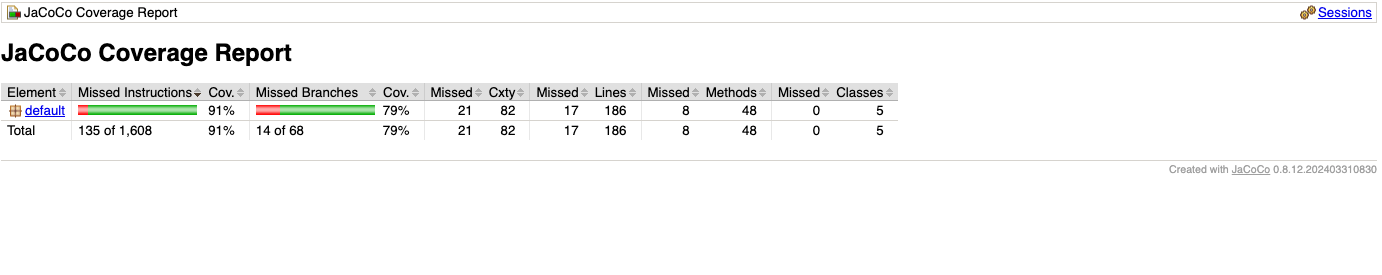 JaCoCo Coverage Report Sessions
JaCoCo Coverage Report
Element Missed Instructions Cov. Missed Branches Cov. Missed Cxty Missed Lines Missed Methods Missed Classes
default 91% 79% 21 82 17 186 8 48 0 5
Total 135 of 1,608 91% 14 of 68 79% 21 82 17 186 8 48 0 5
Created with JaCoCo 0.8.12.202403310830